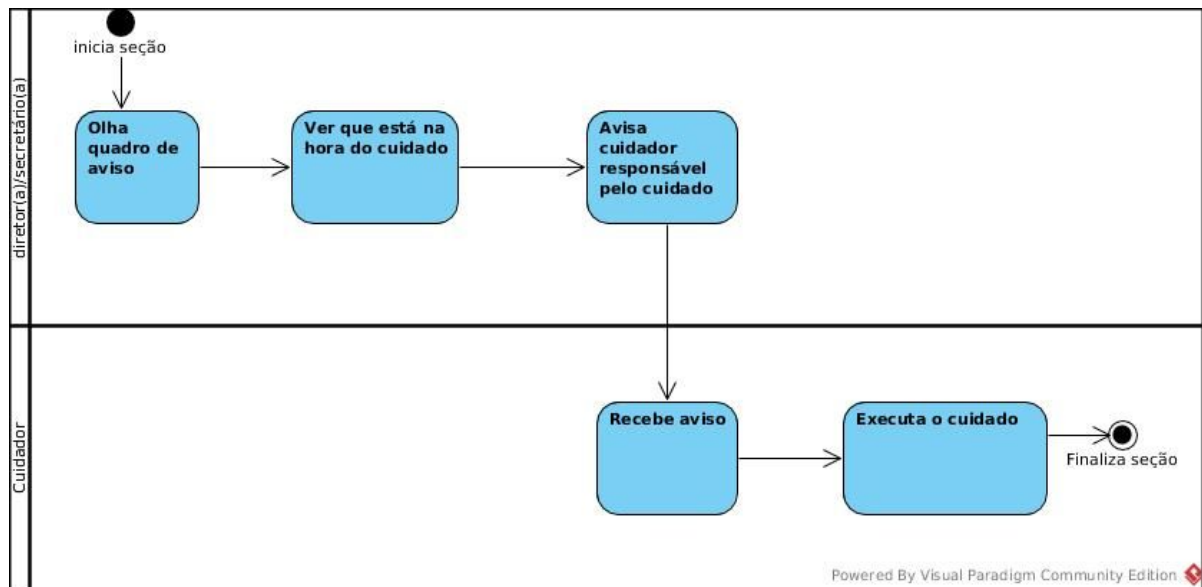 inicia seção
diretor(a)/secretário(a)
Olha
quadro de
aviso
Ver que está na
hora do cuidado
Avisa
cuidador
responsável
pelo cuidado
Cuidador
Recebe aviso
Executa o cuidado
Finaliza seção
Powered By Visual Paradigm Community Edition